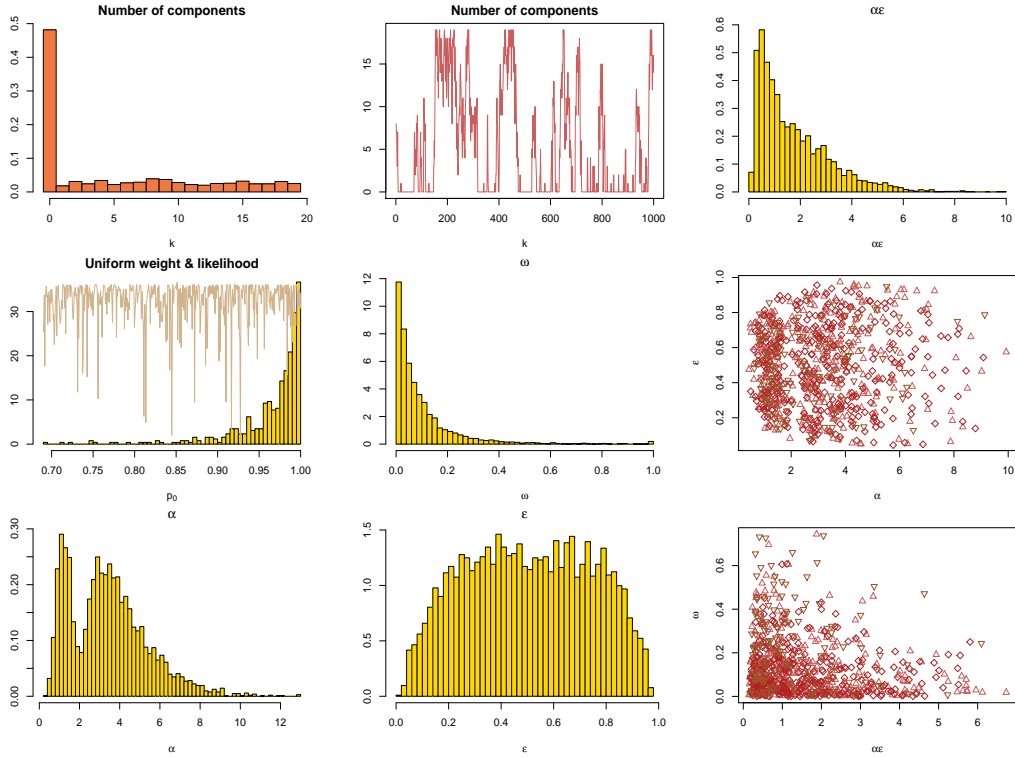 Number of components
0.0 0.1 0.2 0.3 0.4 0.5
0 5 10 15 20
k
Number of components
0 5 10 15
0 200 400 600 800 1000
k
αε
0.0 0.1 0.2 0.3 0.4 0.5 0.6
0 2 4 6 8 10
αε
Uniform weight & likelihood
0 10 20 30
0.70 0.75 0.80 0.85 0.90 0.95 1.00
p₀
ω
0 2 4 6 8 10 12
0.0 0.2 0.4 0.6 0.8 1.0
ω
ε
0.2 0.4 0.6 0.8 1.0
2 4 6 8 10
α
α
0.00 0.10 0.20 0.30
0 2 4 6 8 10 12
α
ε
0.0 0.5 1.0 1.5
0.0 0.2 0.4 0.6 0.8 1.0
ε
ω
0.0 0.2 0.4 0.6
0 1 2 3 4 5 6
αε